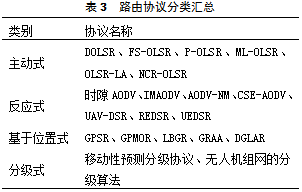 表 3 路由协议分类汇总
类别 协议名称
主动式 DOLSR、FS-OLSR、P-OLSR、ML-OLSR、
OLSR-LA、NCR-OLSR
反应式 时隙 AODV、IMAODV、AODV-NM、CSE-AODV、
UAV-DSR、REDSR、UEDSR
基于位置式 GPSR、GPMOR、LBGR、GRAA、DGLAR
分级式 移动性预测分级协议、无人机组网的分
级算法